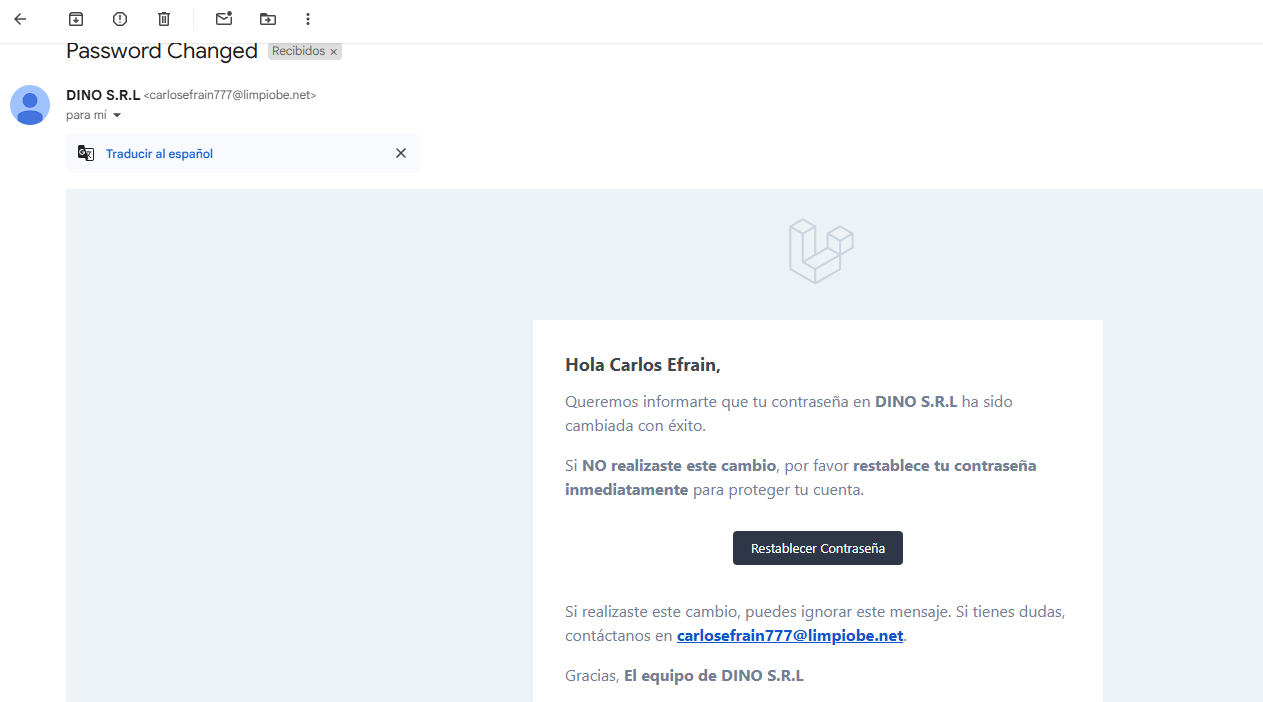 Password Changed Recibidos ×
DINO S.R.L <carlosefrain777@limpiobe.net>
para mí
Traducir al español
Hola Carlos Efrain,
Queremos informarte que tu contraseña en DINO S.R.L ha sido
cambiada con éxito.
Si NO realizaste este cambio, por favor restablece tu contraseña
inmediatamente para proteger tu cuenta.
Restablecer Contraseña
Si realizaste este cambio, puedes ignorar este mensaje. Si tienes dudas,
contáctanos en carlosefrain777@limpiobe.net.
Gracias, El equipo de DINO S.R.L